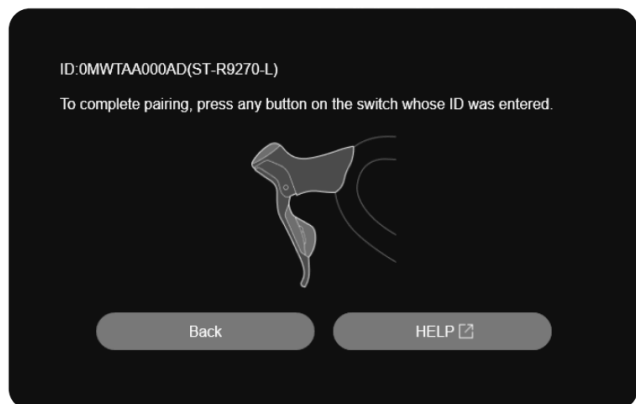 ID:0MWTAA000AD(ST-R9270-L)
To complete pairing, press any button on the switch whose ID was entered.
Back
HELP